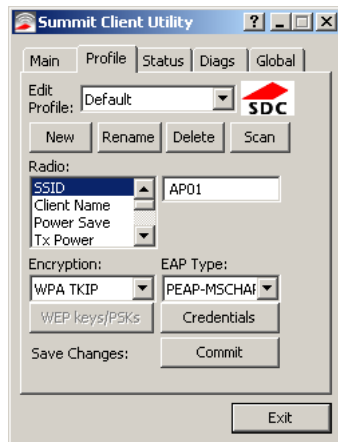 Summit Client Utility
Main Profile Status Diags Global
Edit Profile: Default
SDC
New Rename Delete Scan
Radio:
SSID AP01
Client Name
Power Save
Tx Power
Encryption: EAP Type:
WPA TKIP PEAP-MSCHAF
WEP keys/PSKs Credentials
Save Changes: Commit
Exit